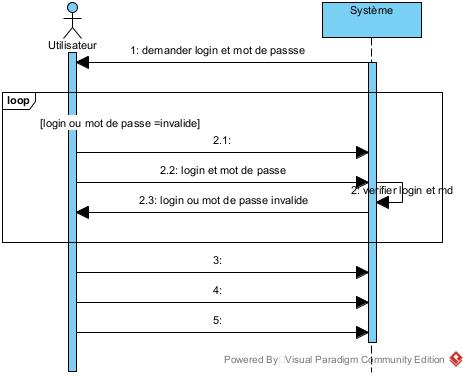 Système
Utilisateur
1: demander login et mot de passse
loop
[login ou mot de passe =invalide]
2.1:
2.2: login et mot de passe
2: verifier login et md
2.3: login ou mot de passe invalide
3:
4:
5:
Powered By Visual Paradigm Community Edition